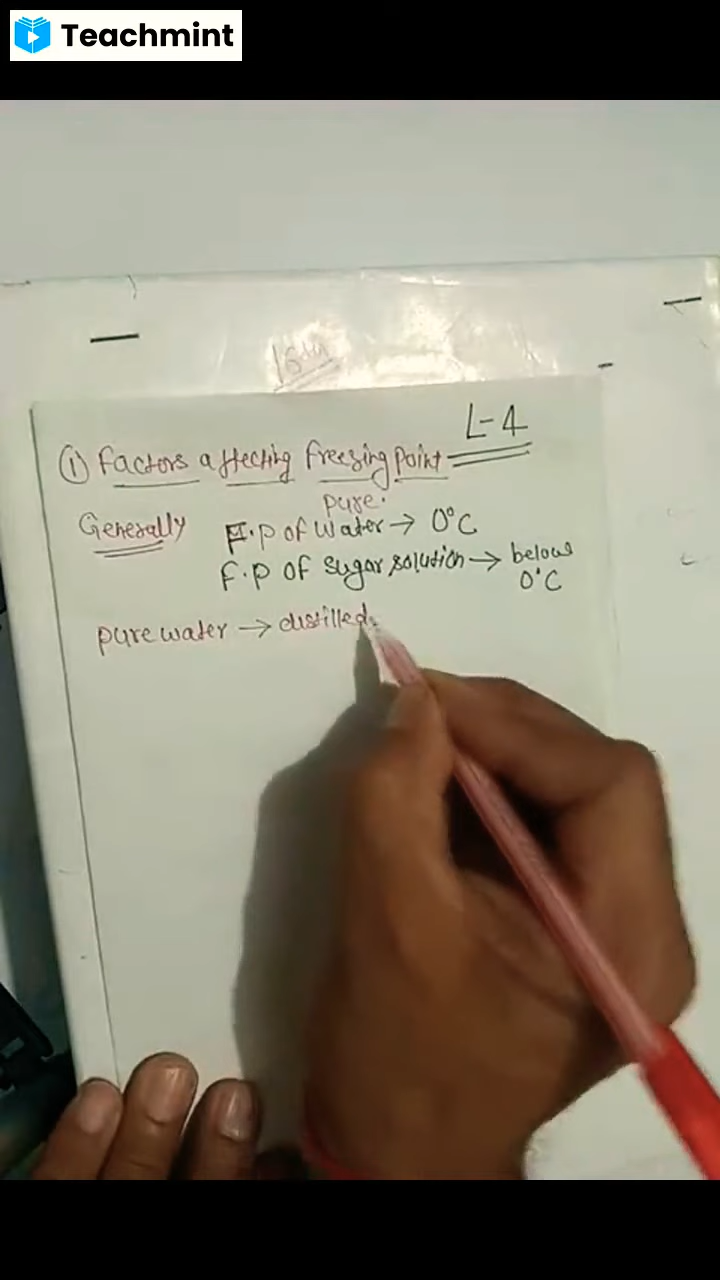 Teachmint
L-4
① Factors affecting Freezing Point
pure.
Generally F.P of Water → 0°C
F.P OF Sugar solution → below
0°C
pure water → distilled